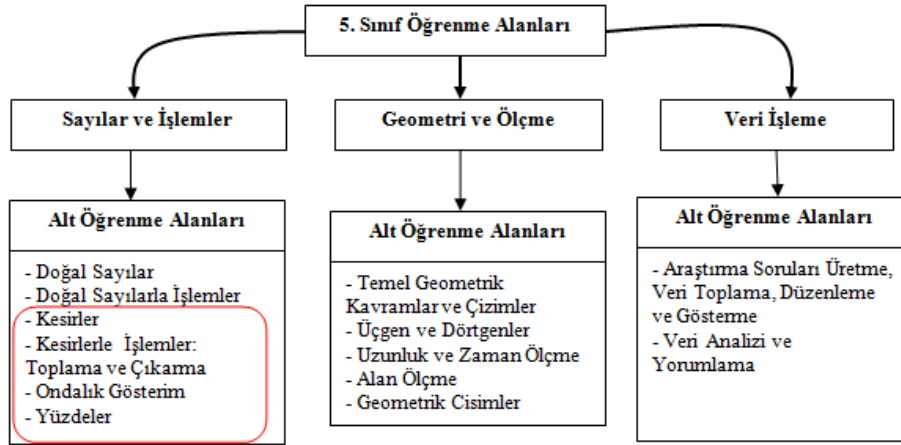 5. Sınıf Öğrenme Alanları
Sayılar ve İşlemler
Geometri ve Ölçme
Veri İşleme
Alt Öğrenme Alanları
- Doğal Sayılar
- Doğal Sayılarla İşlemler
- Kesirler
- Kesirlerle İşlemler:
Toplama ve Çıkarma
- Ondalık Gösterim
- Yüzdeler
Alt Öğrenme Alanları
- Temel Geometrik
Kavramlar ve Çizimler
- Üçgen ve Dörtgenler
- Uzunluk ve Zaman Ölçme
- Alan Ölçme
- Geometrik Cisimler
Alt Öğrenme Alanları
- Araştırma Soruları Üretme,
Veri Toplama, Düzenleme
ve Gösterme
- Veri Analizi ve
Yorumlama